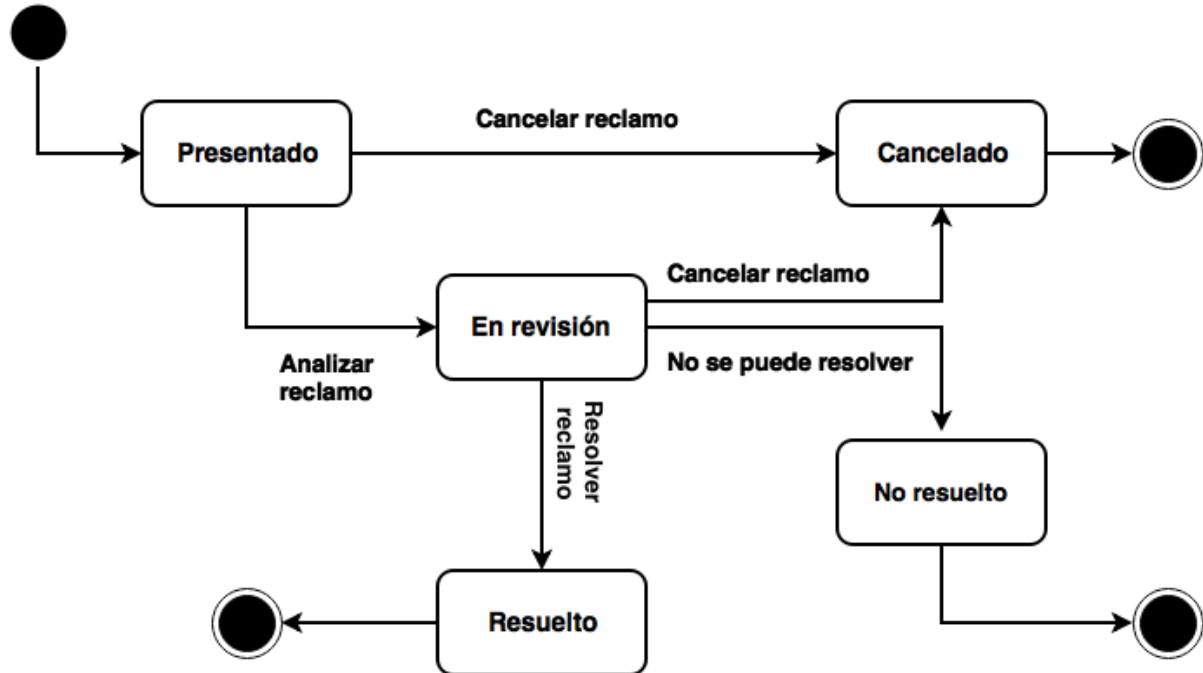 Cancelar reclamo
Presentado
Cancelado
Cancelar reclamo
En revisión
No se puede resolver
Analizar
reclamo
Resolver
reclamo
No resuelto
Resuelto